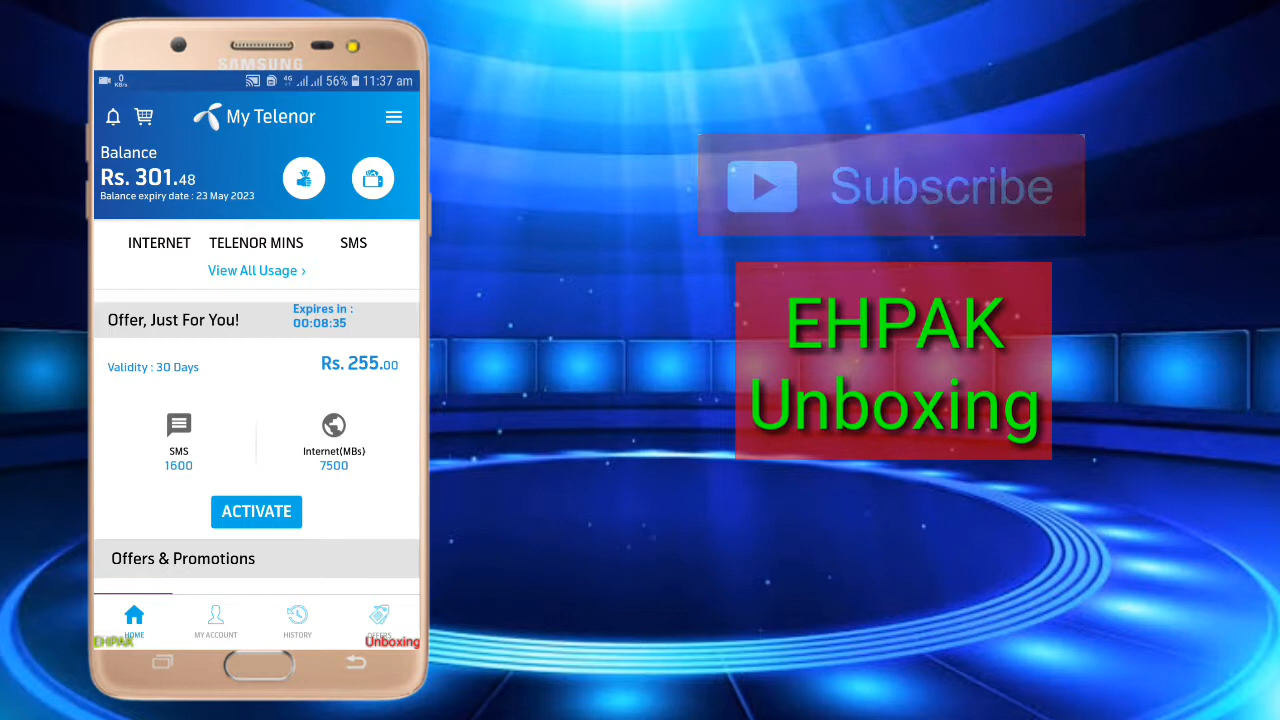 SAMSUNG
0
KB/s
4G
56%
11:37 am
My Telenor
Balance
Rs. 301.48
Balance expiry date : 23 May 2023
INTERNET TELENOR MINS SMS
View All Usage ›
Offer, Just For You!
Expires in :
00:08:35
Validity : 30 Days
Rs. 255.00
SMS
1600
Internet(MBs)
7500
ACTIVATE
Offers & Promotions
HOME MY ACCOUNT HISTORY OFFERS
EHPAK Unboxing
Subscribe
EHPAK
Unboxing